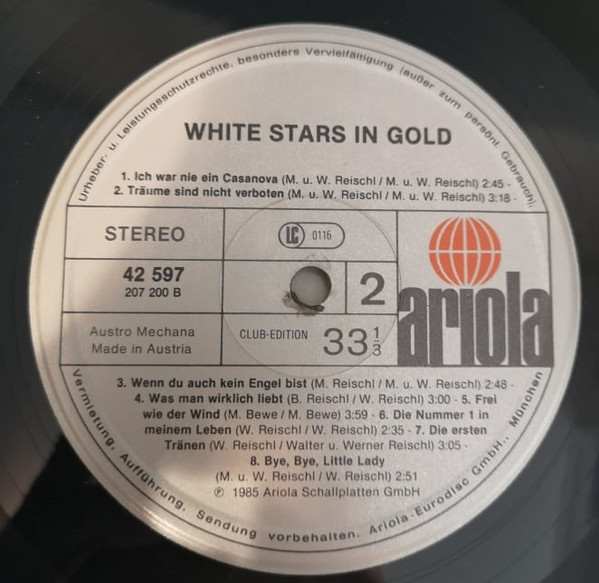 Urheber- u. Leistungsschutzrechte, besonders Vervielfältigung (außer zum persönl. Gebrauch),
WHITE STARS IN GOLD
1. Ich war nie ein Casanova (M. u. W. Reischl / M. u. W. Reischl) 2:45 -
2. Träume sind nicht verboten (M. u. W. Reischl / M. u. W. Reischl) 3:18 -
STEREO
LC 0116
42 597
207 200 B
2
ariola
Austro Mechana
Made in Austria
CLUB-EDITION
33 1/3
3. Wenn du auch kein Engel bist (M. Reischl / M. u. W. Reischl) 2:48 -
4. Was man wirklich liebt (B. Reischl / W. Reischl) 3:00 - 5. Frei
wie der Wind (M. Bewe / M. Bewe) 3:59 - 6. Die Nummer 1 in
meinem Leben (W. Reischl / W. Reischl) 2:35 - 7. Die ersten
Tränen (W. Reischl / Walter u. Werner Reischl) 3:05 -
8. Bye, Bye, Little Lady
(M. u. W. Reischl / W. Reischl) 2:51
℗ 1985 Ariola Schallplatten GmbH
Vermietung, Aufführung, Sendung vorbehalten. Ariola-Eurodisc GmbH., München